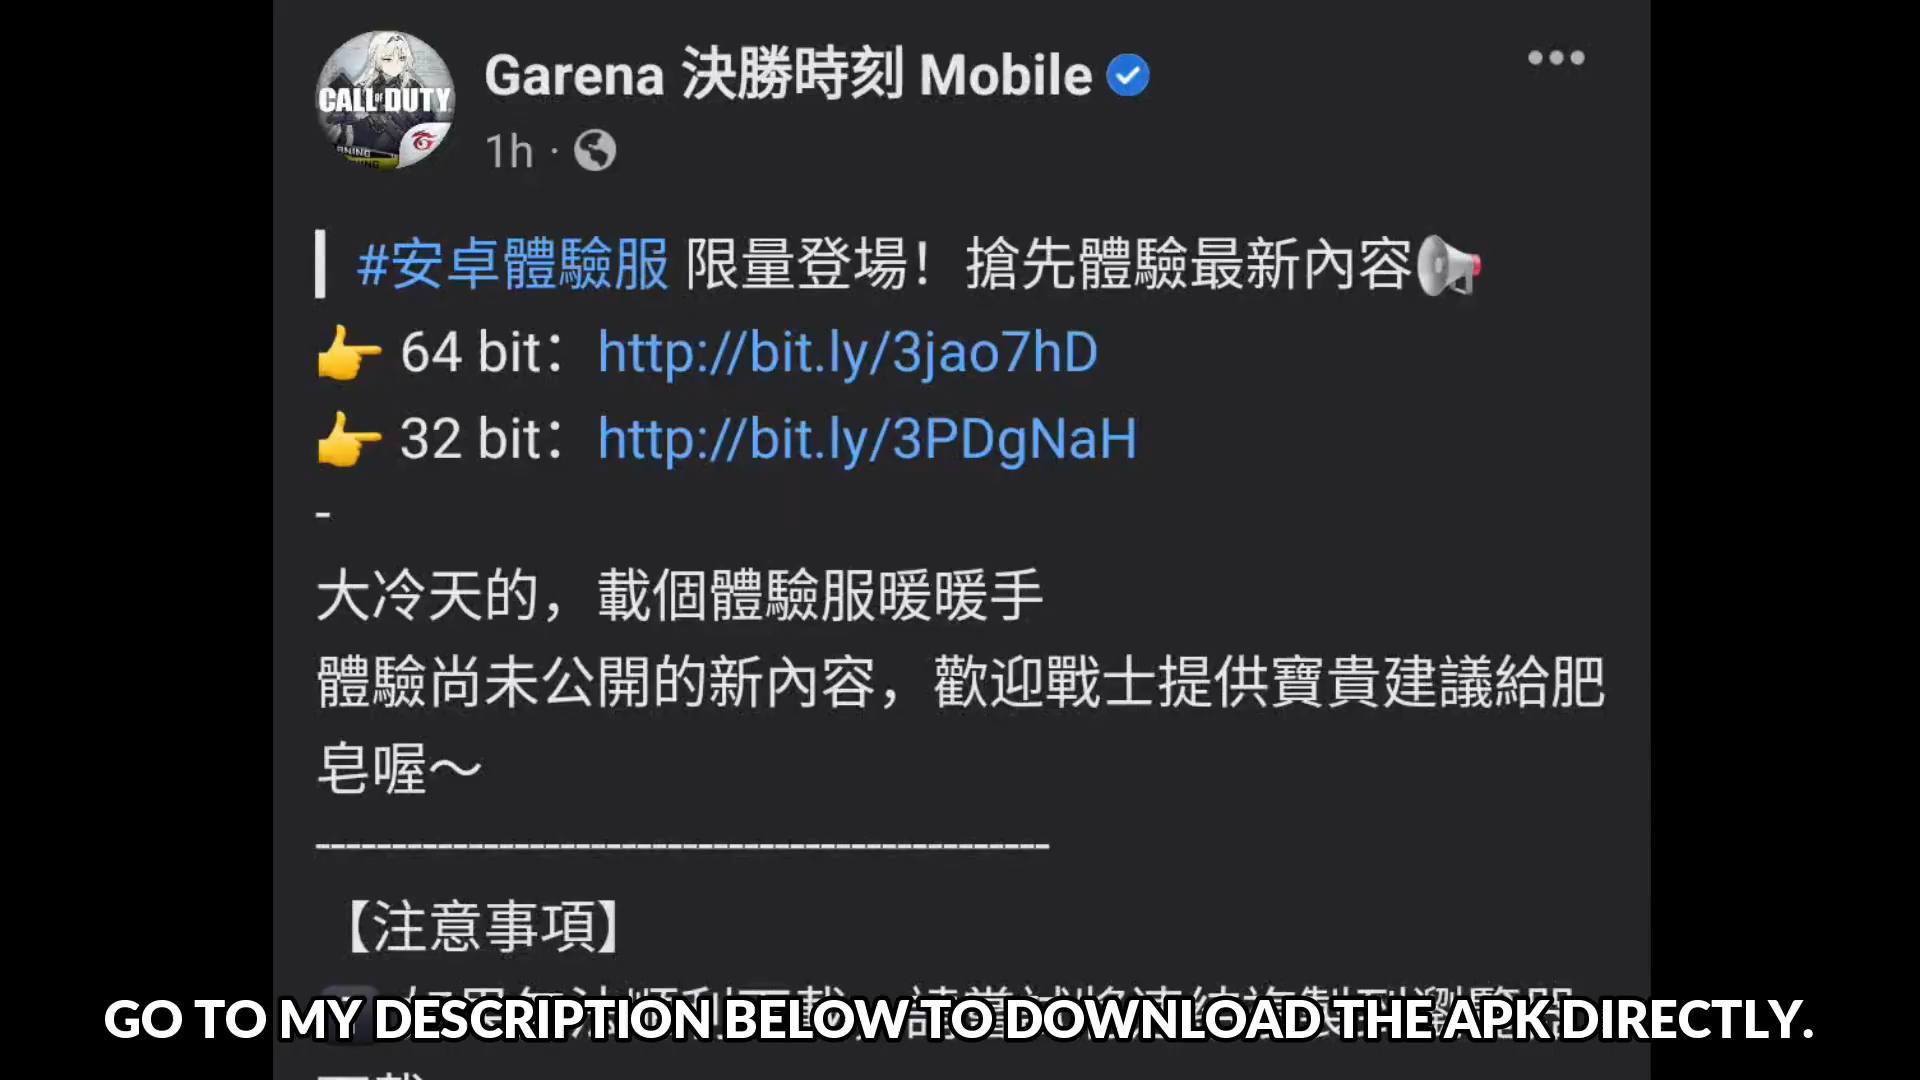 CALL OF DUTY
Garena 決勝時刻 Mobile
1h ·
#安卓體驗服 限量登場！搶先體驗最新內容
64 bit：http://bit.ly/3jao7hD
32 bit：http://bit.ly/3PDgNaH
-
大冷天的，載個體驗服暖暖手
體驗尚未公開的新內容，歡迎戰士提供寶貴建議給肥
皂喔～
------------------------------------------------
【注意事項】
GO TO MY DESCRIPTION BELOW TO DOWNLOAD THE APK DIRECTLY.